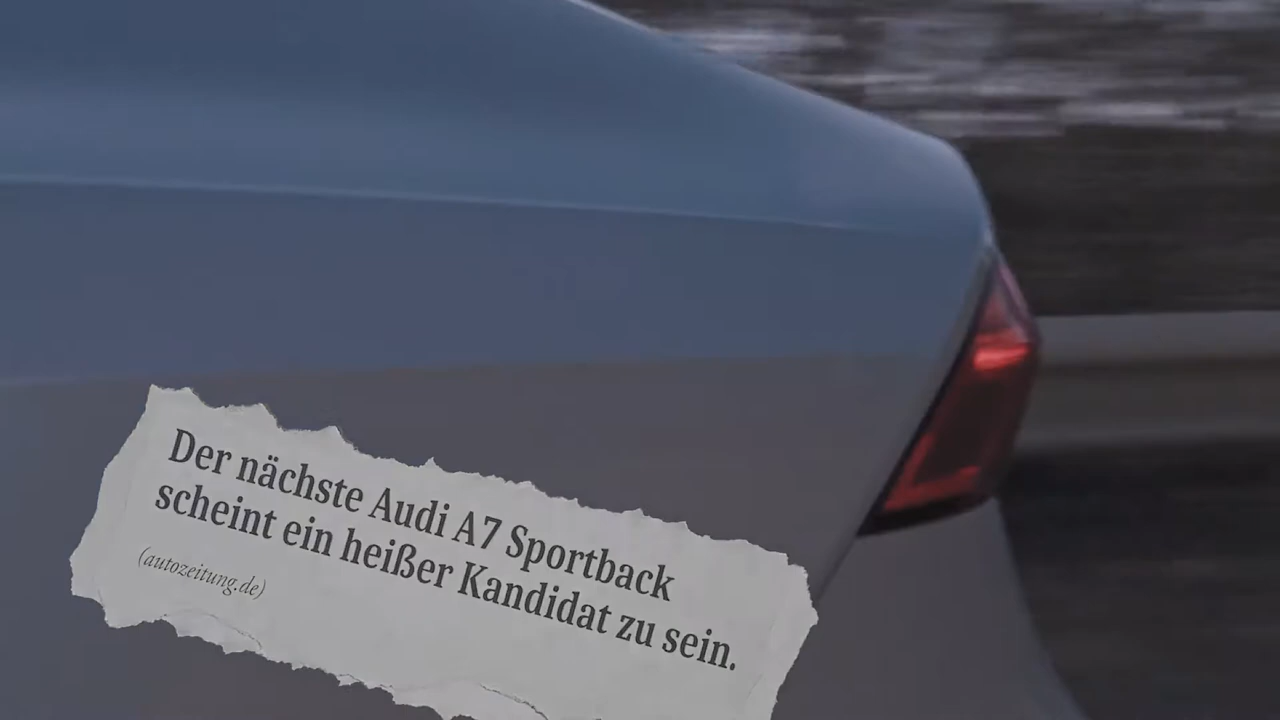 Der nächste Audi A7 Sportback
scheint ein heißer Kandidat zu sein.
(autozeitung.de)